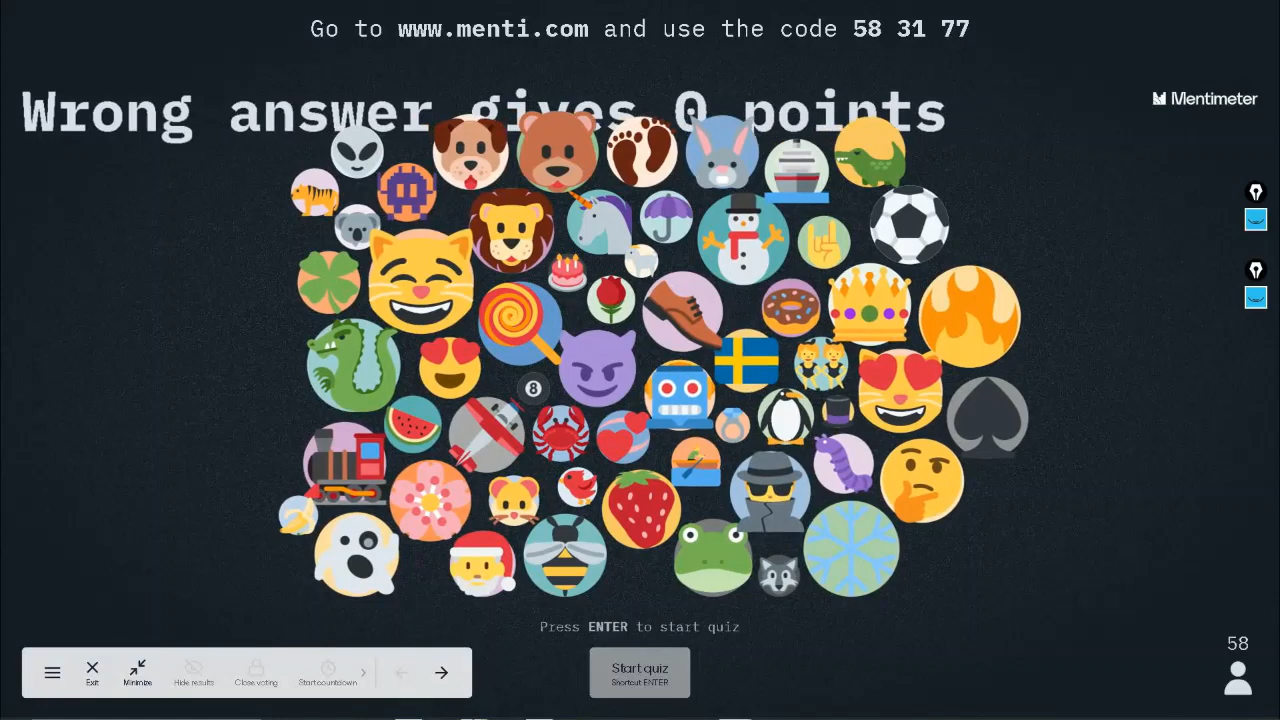 Go to www.menti.com and use the code 58 31 77
Wrong answer gives 0 points
Mentimeter
8
Press ENTER to start quiz
58
Exit
Minimize
Hide results
Close voting
Start countdown
Start quiz
Shortcut ENTER